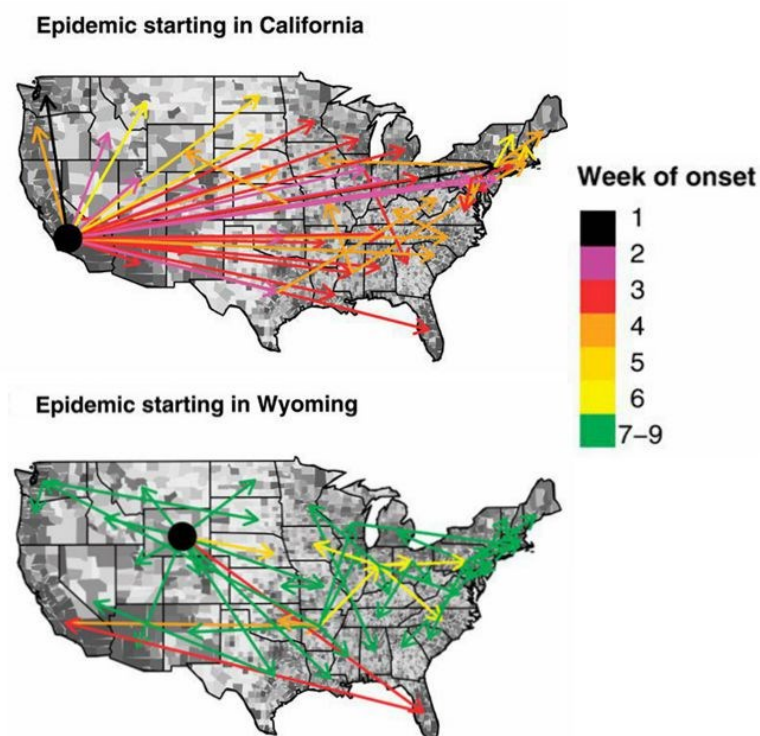 Epidemic starting in California
Week of onset
1
2
3
4
5
6
7–9
Epidemic starting in Wyoming